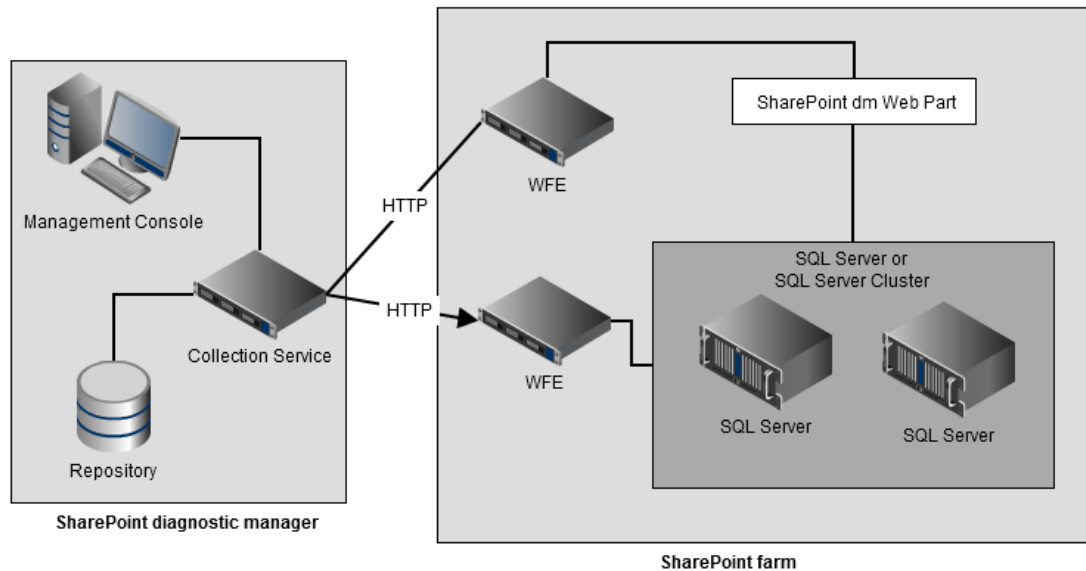 Management Console
Collection Service
Repository
SharePoint diagnostic manager
HTTP
HTTP
WFE
WFE
SharePoint dm Web Part
SQL Server or
SQL Server Cluster
SQL Server
SQL Server
SharePoint farm